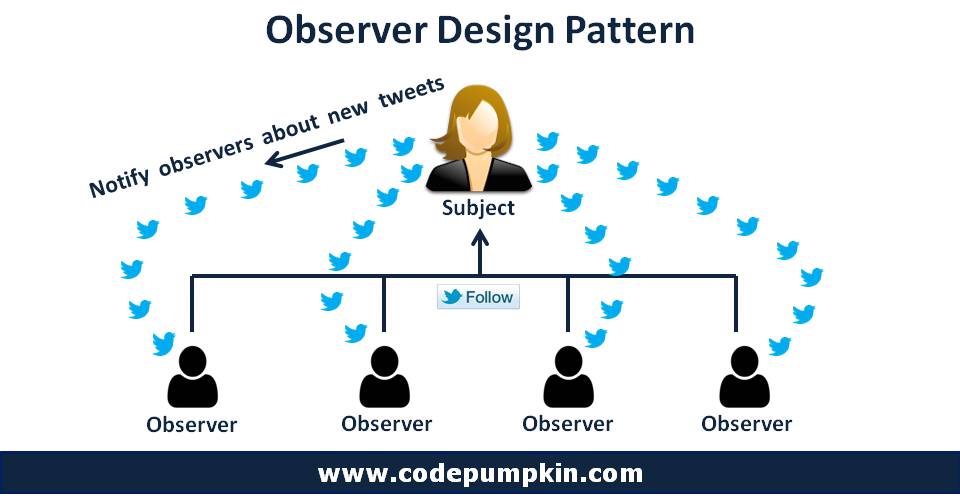 Observer Design Pattern
Notify observers about new tweets
Subject
Follow
Observer
Observer
Observer
Observer
www.codepumpkin.com